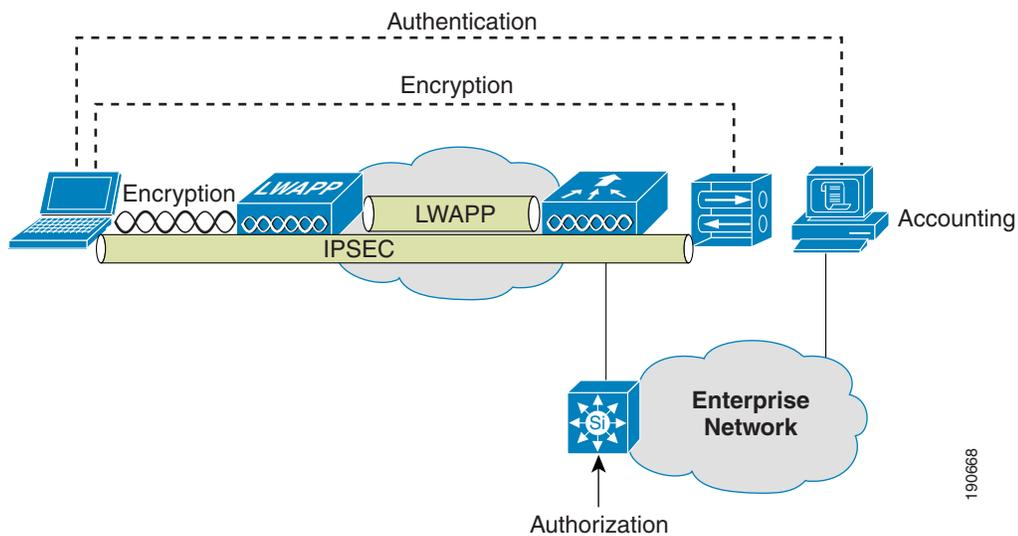 Authentication
Encryption
Encryption
LWAPP
LWAPP
IPSEC
Accounting
Si
Enterprise
Network
Authorization
190668